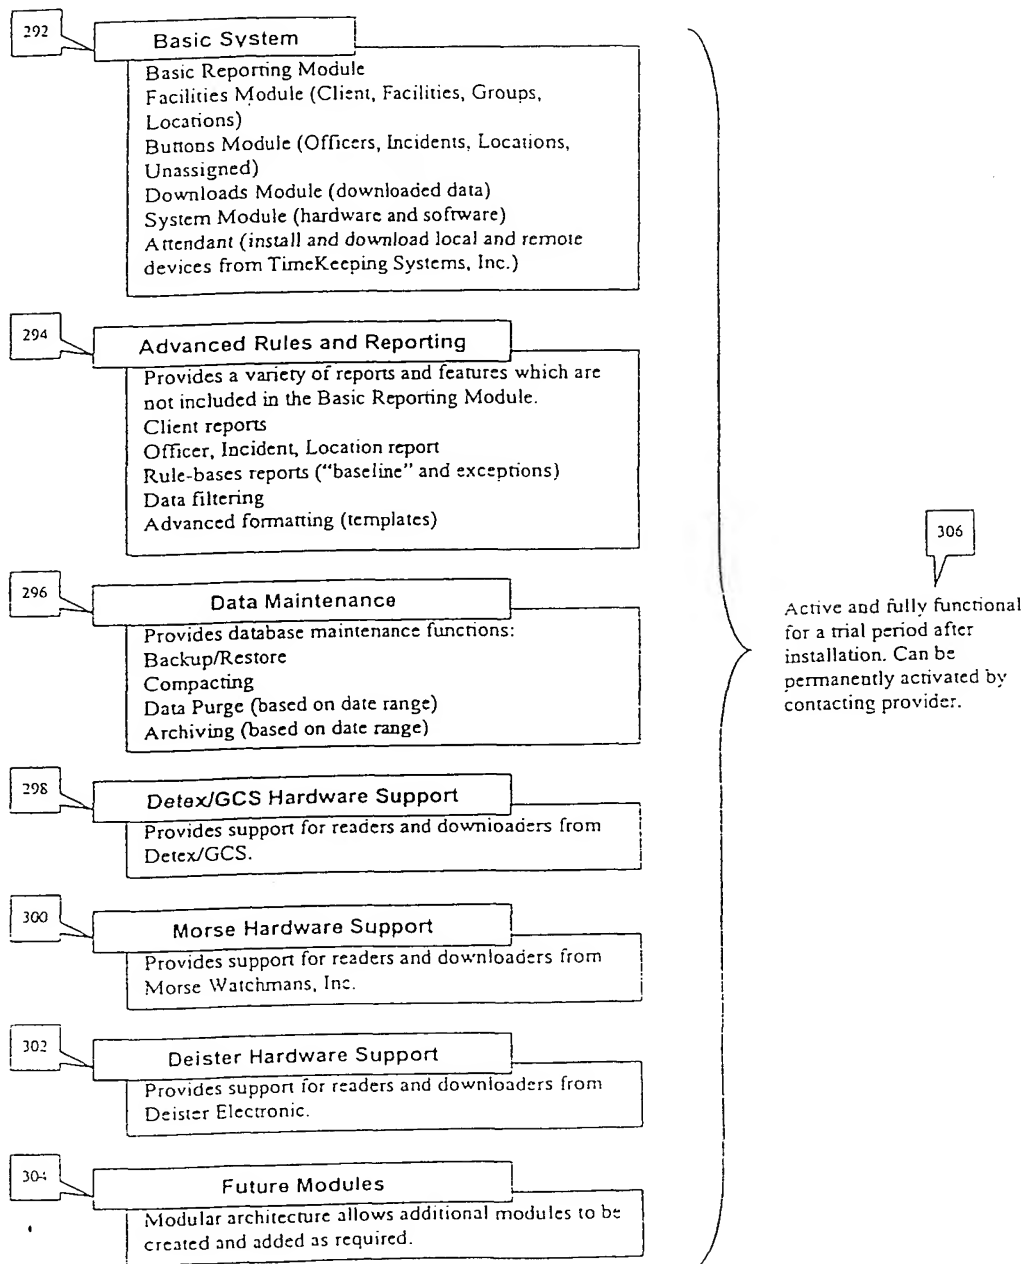 292
Basic System
Basic Reporting Module
Facilities Module (Client, Facilities, Groups,
Locations)
Buttons Module (Officers, Incidents, Locations,
Unassigned)
Downloads Module (downloaded data)
System Module (hardware and software)
Attendant (install and download local and remote
devices from TimeKeeping Systems, Inc.)
294
Advanced Rules and Reporting
Provides a variety of reports and features which are
not included in the Basic Reporting Module.
Client reports
Officer, Incident, Location report
Rule-bases reports ("baseline" and exceptions)
Data filtering
Advanced formatting (templates)
296
Data Maintenance
Provides database maintenance functions:
Backup/Restore
Compacting
Data Purge (based on date range)
Archiving (based on date range)
298
Detex/GCS Hardware Support
Provides support for readers and downloaders from
Detex/GCS.
300
Morse Hardware Support
Provides support for readers and downloaders from
Morse Watchmans, Inc.
302
Deister Hardware Support
Provides support for readers and downloaders from
Deister Electronic.
304
Future Modules
Modular architecture allows additional modules to be
created and added as required.
306
Active and fully functional
for a trial period after
installation. Can be
permanently activated by
contacting provider.